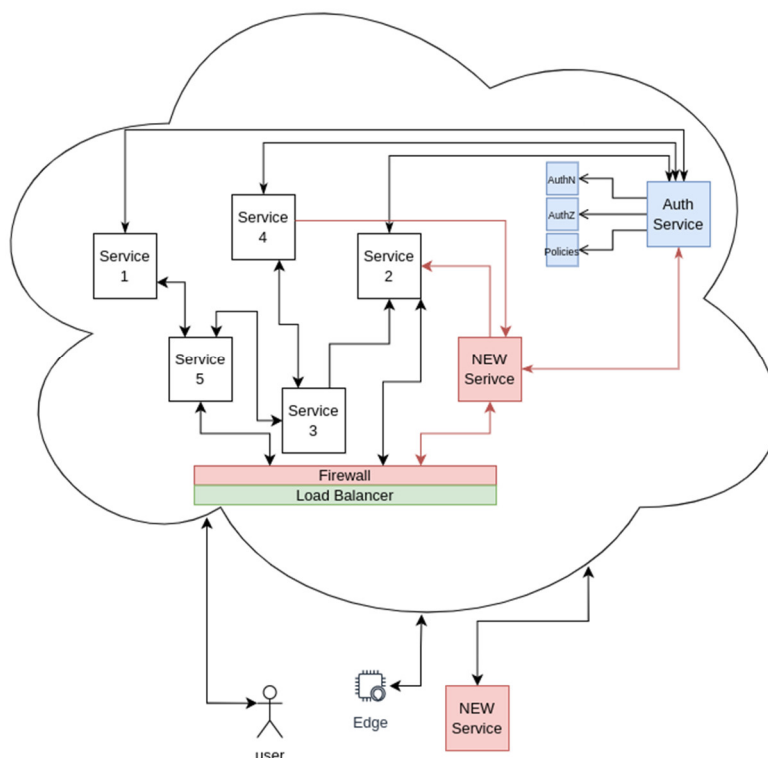 AuthN
AuthZ
Policies
Auth
Service
Service
4
Service
1
Service
2
Service
5
NEW
Serivce
Service
3
Firewall
Load Balancer
Edge
NEW
Service
user